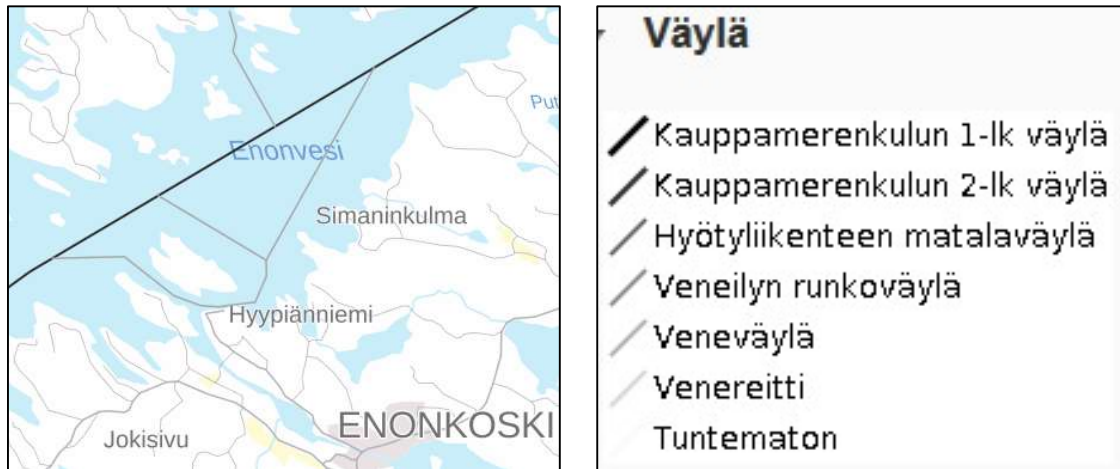 Put
Enonvesi
Simaninkulma
Hyypiänniemi
ENONKOSKI
Jokisivu
Väylä
Kauppamerenkulun 1-lk väylä
Kauppamerenkulun 2-lk väylä
Hyötyliikenteen matalaväylä
Veneilyn runkoväylä
Veneväylä
Venereitti
Tuntematon